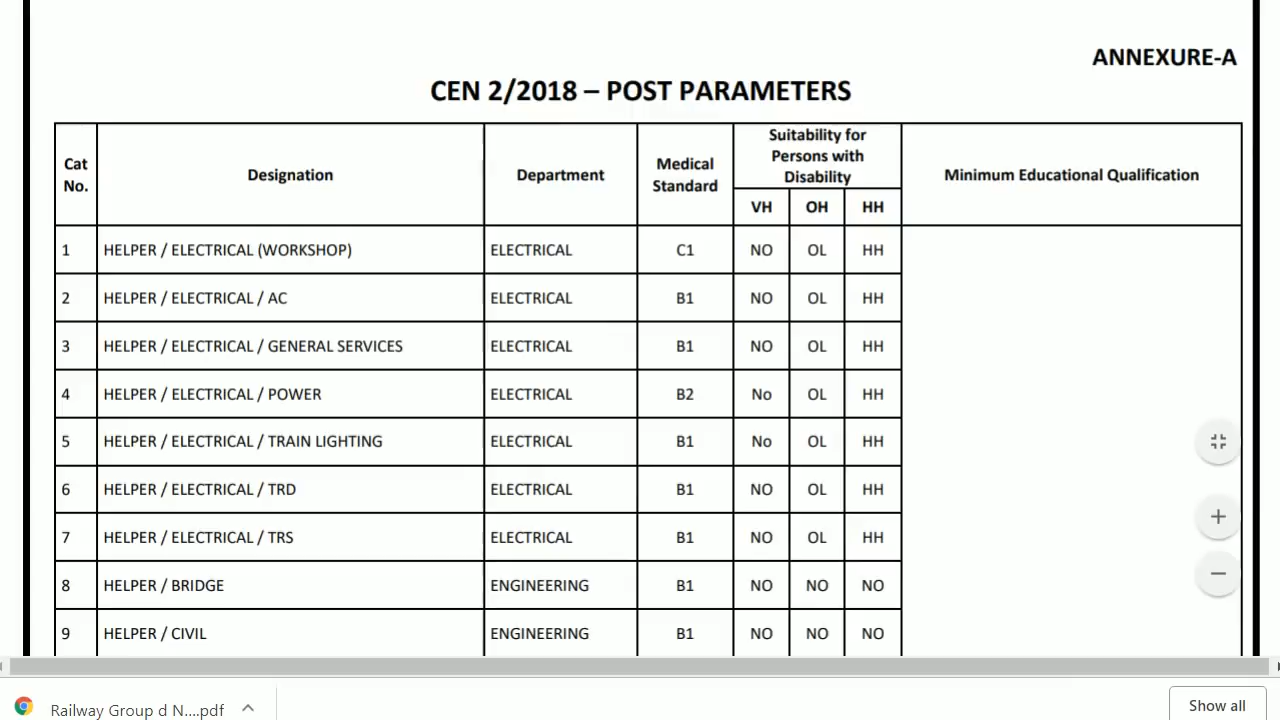 ANNEXURE-A
CEN 2/2018 – POST PARAMETERS
Cat No. Designation Department Medical Standard Suitability for Persons with Disability Minimum Educational Qualification
VH OH HH
1 HELPER / ELECTRICAL (WORKSHOP) ELECTRICAL C1 NO OL HH
2 HELPER / ELECTRICAL / AC ELECTRICAL B1 NO OL HH
3 HELPER / ELECTRICAL / GENERAL SERVICES ELECTRICAL B1 NO OL HH
4 HELPER / ELECTRICAL / POWER ELECTRICAL B2 No OL HH
5 HELPER / ELECTRICAL / TRAIN LIGHTING ELECTRICAL B1 No OL HH
6 HELPER / ELECTRICAL / TRD ELECTRICAL B1 NO OL HH
7 HELPER / ELECTRICAL / TRS ELECTRICAL B1 NO OL HH
8 HELPER / BRIDGE ENGINEERING B1 NO NO NO
9 HELPER / CIVIL ENGINEERING B1 NO NO NO
Railway Group d N....pdf Show all